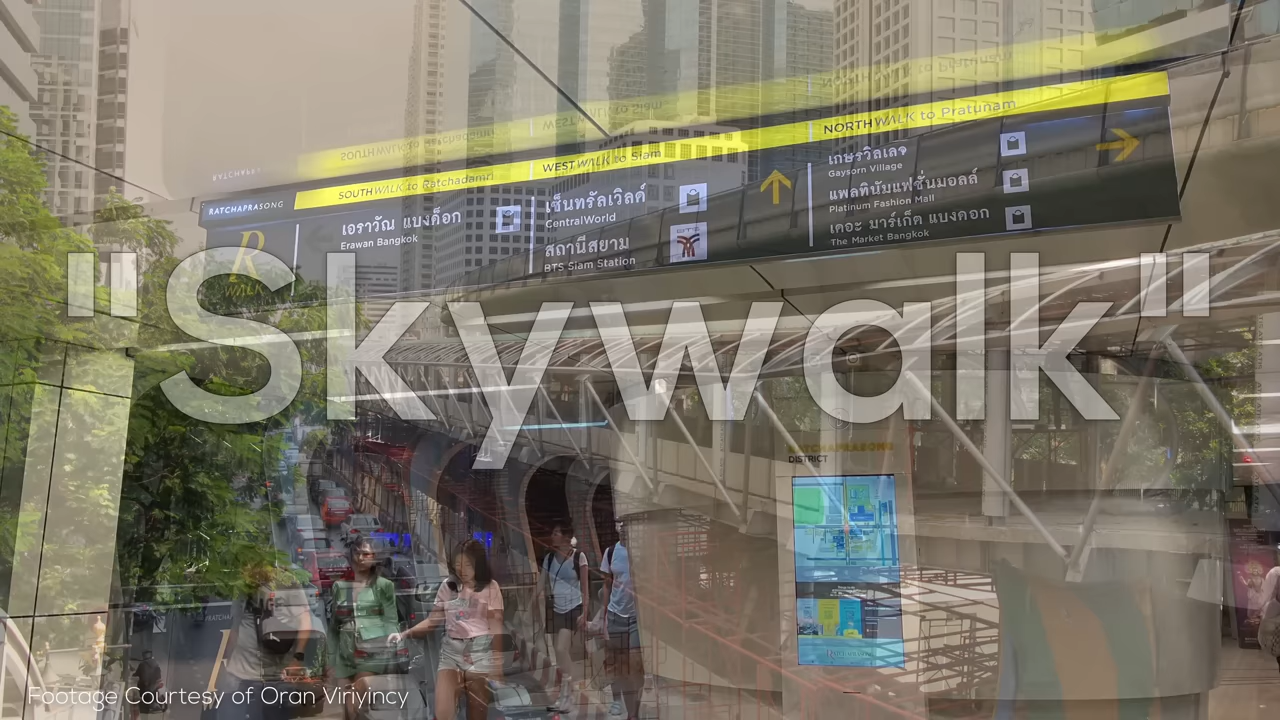 SOUTHWALK to Ratchadamri
WESTWALK to Siam
NORTHWALK to Pratunam
RATCHAPRASONG
R
WALK
เอราวัณ แบงค็อก
Erawan Bangkok
เซ็นทรัลเวิลด์
CentralWorld
สถานีสยาม
BTS Siam Station
BTS
เกษรวิลเลจ
Gaysorn Village
แพลทินัมแฟชั่นมอลล์
Platinum Fashion Mall
เดอะ มาร์เก็ต แบงคอก
The Market Bangkok
"Skywalk"
RATCHAPRASONG
DISTRICT
Footage Courtesy of Oran Viriyincy